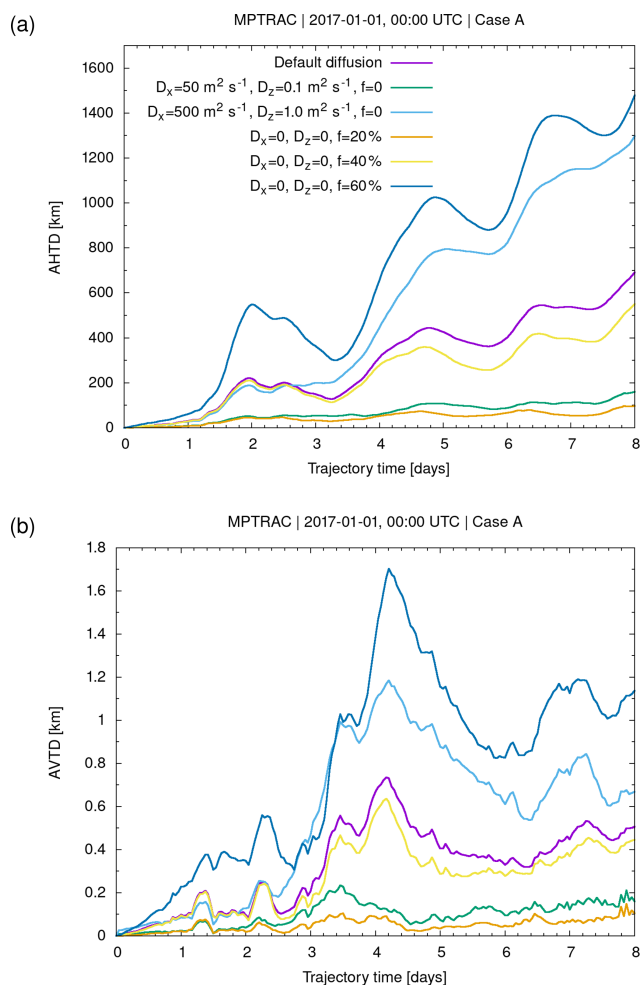 (a)
MPTRAC | 2017-01-01, 00:00 UTC | Case A
1600
1400
1200
1000
800
600
400
200
0
AHTD [km]
Default diffusion
Dₓ=50 m² s⁻¹, D_z=0.1 m² s⁻¹, f=0
Dₓ=500 m² s⁻¹, D_z=1.0 m² s⁻¹, f=0
Dₓ=0, D_z=0, f=20%
Dₓ=0, D_z=0, f=40%
Dₓ=0, D_z=0, f=60%
0 1 2 3 4 5 6 7 8
Trajectory time [days]
(b)
MPTRAC | 2017-01-01, 00:00 UTC | Case A
1.8
1.6
1.4
1.2
1
0.8
0.6
0.4
0.2
0
AVTD [km]
0 1 2 3 4 5 6 7 8
Trajectory time [days]